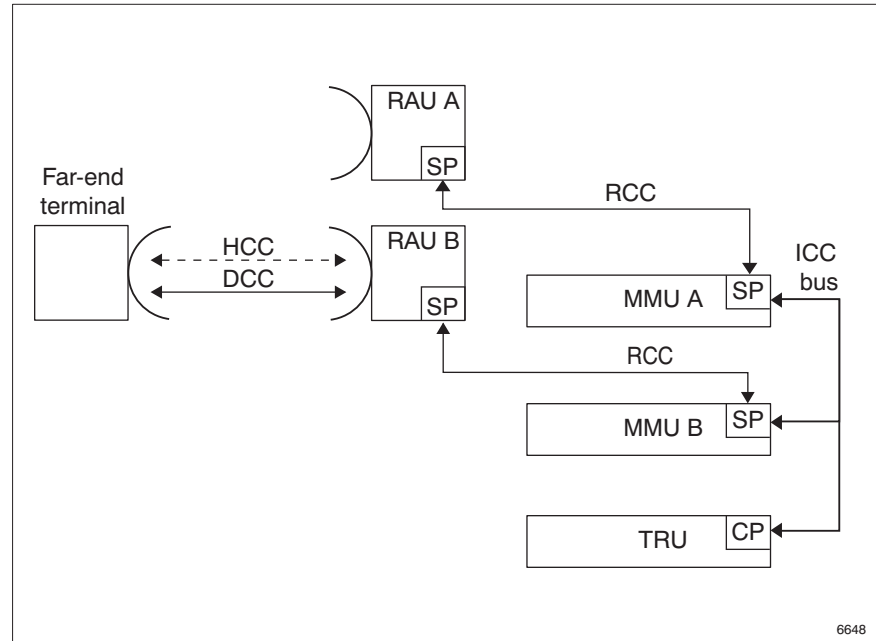 RAU A
SP
RCC
Far-end
terminal
HCC
DCC
RAU B
SP
ICC
bus
MMU A
SP
RCC
MMU B
SP
TRU
CP
6648